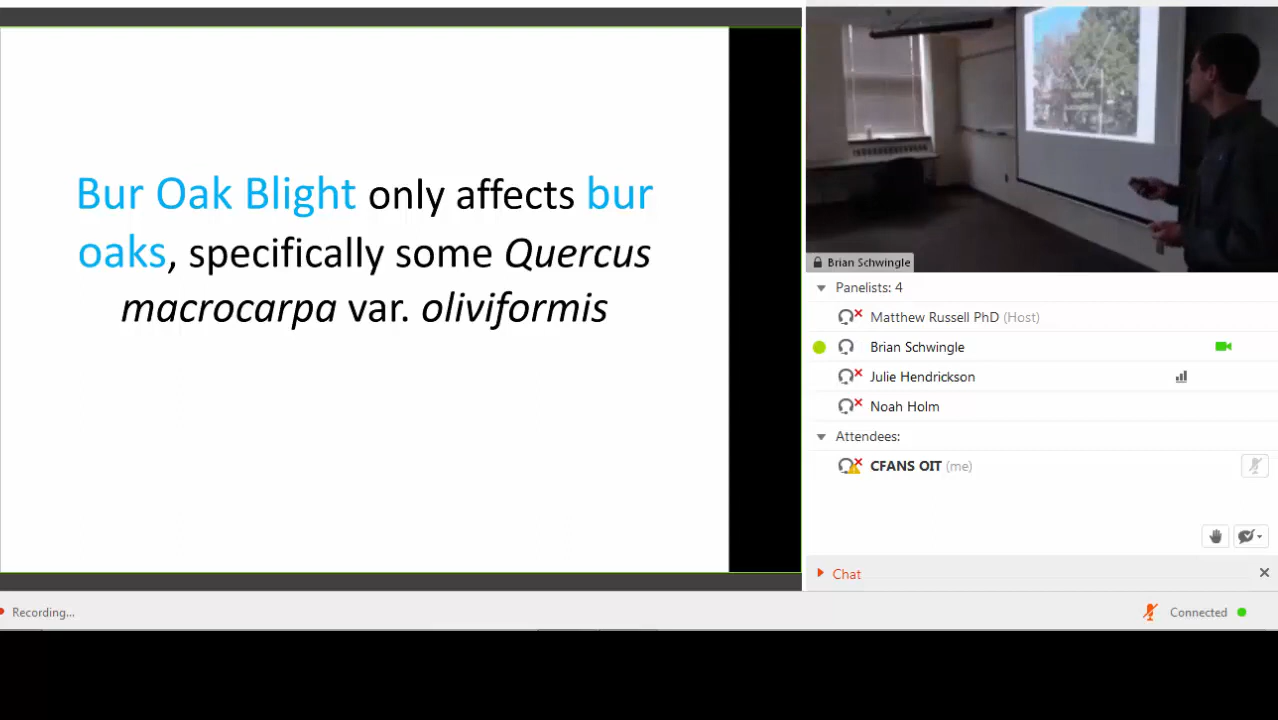 Bur Oak Blight only affects bur
oaks, specifically some Quercus
macrocarpa var. oliviformis
Brian Schwingle
Panelists: 4
Matthew Russell PhD (Host)
Brian Schwingle
Julie Hendrickson
Noah Holm
Attendees:
CFANS OIT (me)
Chat
Recording...
Connected